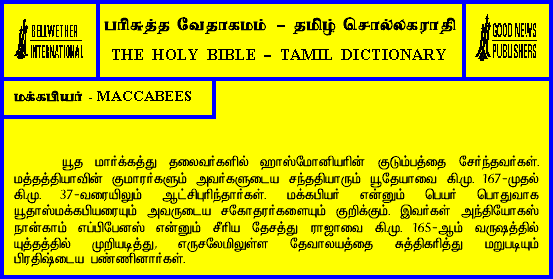 BELLWETHER
INTERNATIONAL
பரிசுத்த வேதாகமம் – தமிழ் சொல்லகராதி
THE HOLY BIBLE – TAMIL DICTIONARY
GOOD NEWS
PUBLISHERS
மக்கபியர் - MACCABEES
யூத மார்க்கத்து தலைவர்களில் ஹாஸ்மோனியரின் குடும்பத்தை சேர்ந்தவர்கள்.
மத்தத்தியாவின் குமாரர்களும் அவர்களுடைய சந்ததியாரும் யூதேயாவை கி.மு. 167-முதல்
கி.மு. 37-வரையிலும் ஆட்சிபுரிந்தார்கள். மக்கபியர் என்னும் பெயர் பொதுவாக
யூதாஸ்மக்கபியரையும் அவருடைய சகோதரர்களையும் குறிக்கும். இவர்கள் அந்தியோகஸ்
நான்காம் எப்பிபேனஸ் என்னும் சீரிய தேசத்து ராஜாவை கி.மு. 165-ஆம் வருஷத்தில்
யுத்தத்தில் முறியடித்து, எருசலேமிலுள்ள தேவாலயத்தை சுத்திகரித்து மறுபடியும்
பிரதிஷ்டைய பண்ணினார்கள்.